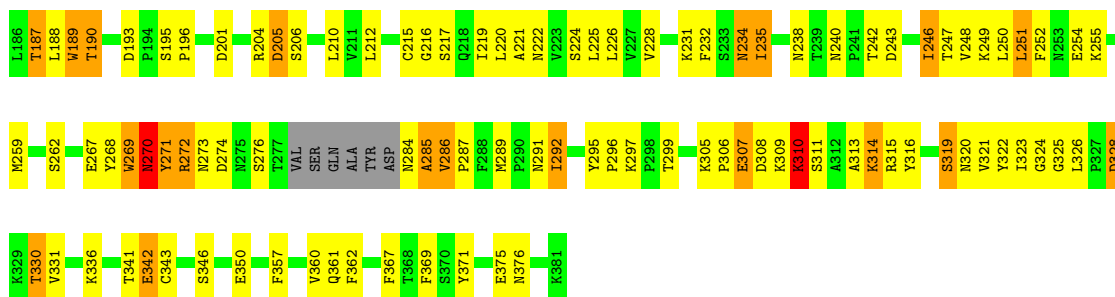 L186 T187 L188 W189 T190 D193 P194 S195 P196 D201 R204 D205 S206 L210 V211 L212 C215 G216 S217 Q218 I219 L220 A221 N222 V223 S224 L225 L226 V227 V228 K231 F232 S233 N234 I235 N238 T239 N240 P241 T242 D243 I246 T247 V248 K249 L250 L251 F252 N253 E254 K255
M259 S262 E267 Y268 W269 N270 Y271 R272 N273 D274 N275 S276 T277 VAL SER GLN ALA TYR ASP N284 A285 V286 P287 F288 M289 P290 N291 I292 Y295 P296 K297 P298 T299 K305 P306 E307 D308 K309 K310 S311 A312 A313 K314 R315 Y316 S319 N320 V321 Y322 I323 G324 G325 L326 P327
K329 T330 V331 K336 T341 E342 C343 S346 E350 F357 V360 Q361 F362 F367 T368 F369 S370 Y371 E375 N376 K381